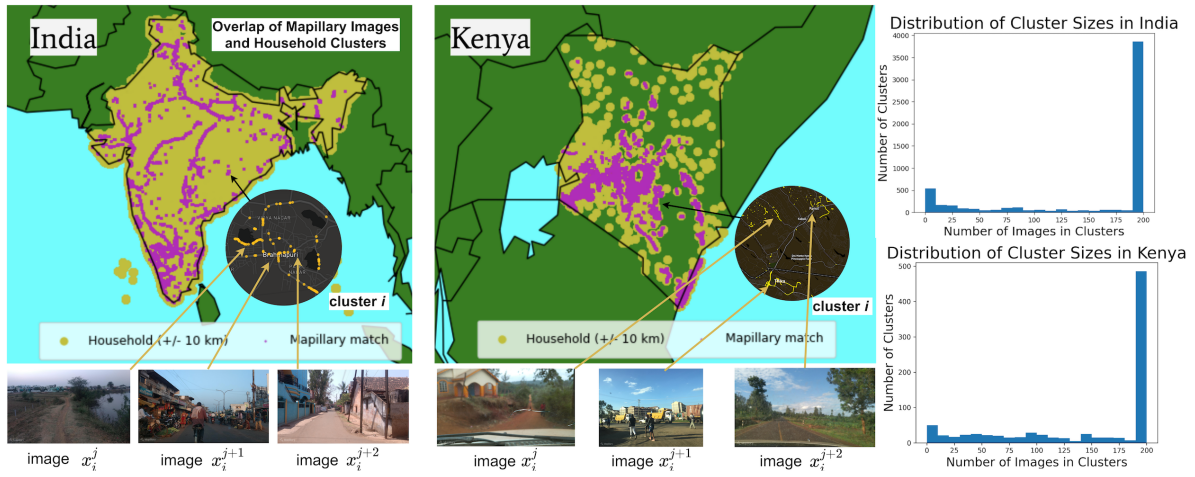 India
Overlap of Mapillary Images
and Household Clusters
Brahmapuri
cluster i
Household (+/- 10 km)
Mapillary match
image x_i^j
image x_i^{j+1}
image x_i^{j+2}
Kenya
cluster i
Household (+/- 10 km)
Mapillary match
image x_i^j
image x_i^{j+1}
image x_i^{j+2}
Distribution of Cluster Sizes in India
Number of Clusters
4000
3500
3000
2500
2000
1500
1000
500
0
0 25 50 75 100 125 150 175 200
Number of Images in Clusters
Distribution of Cluster Sizes in Kenya
Number of Clusters
500
400
300
200
100
0
0 25 50 75 100 125 150 175 200
Number of Images in Clusters